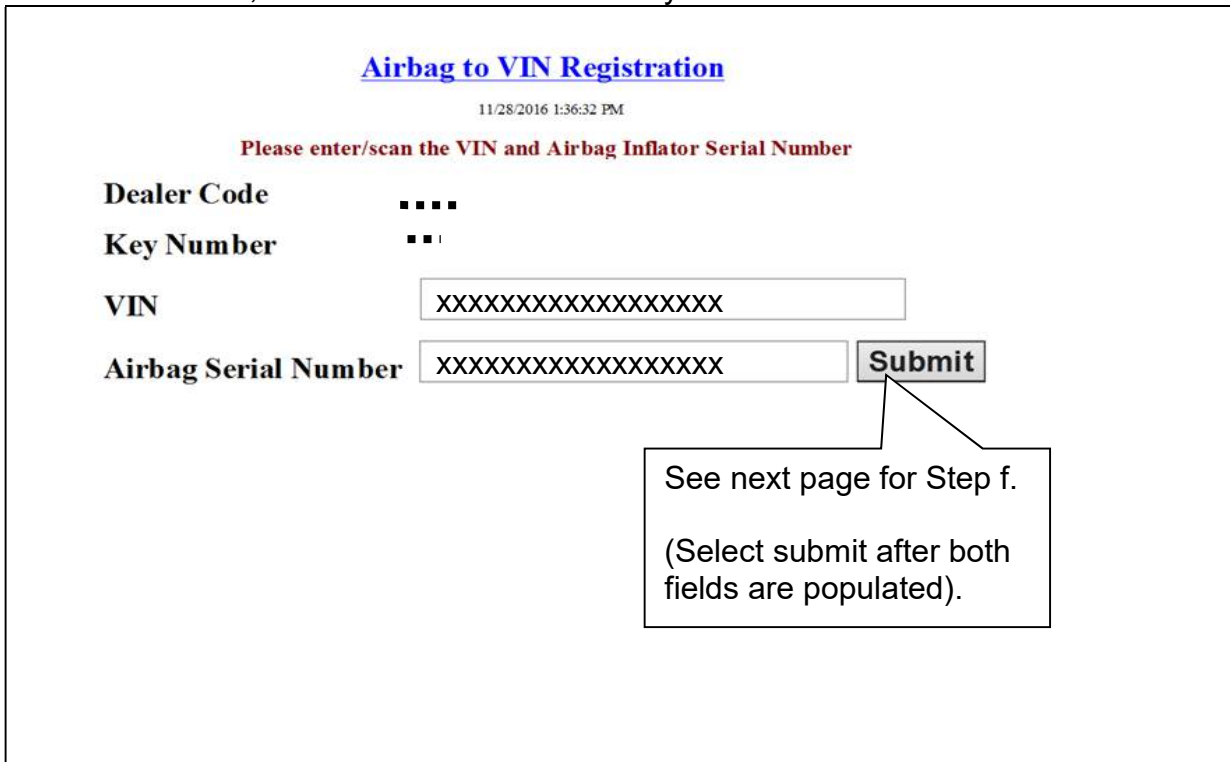 Airbag to VIN Registration
11/28/2016 1:36:32 PM
Please enter/scan the VIN and Airbag Inflator Serial Number
Dealer Code
Key Number
VIN XXXXXXXXXXXXXXXXXX
Airbag Serial Number XXXXXXXXXXXXXXXXXX Submit
See next page for Step f.
(Select submit after both
fields are populated).